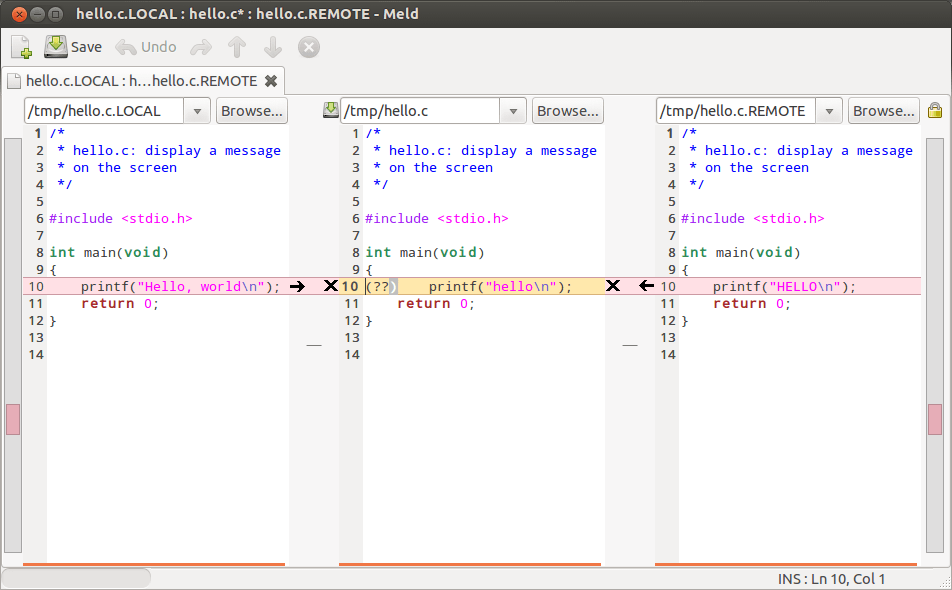 hello.c.LOCAL : hello.c* : hello.c.REMOTE - Meld
Save Undo
hello.c.LOCAL : h...hello.c.REMOTE
/tmp/hello.c.LOCAL Browse... /tmp/hello.c Browse... /tmp/hello.c.REMOTE Browse...
1 /*
2  * hello.c: display a message
3  * on the screen
4  */
5
6 #include <stdio.h>
7
8 int main(void)
9 {
10     printf("Hello, world\n");
11     return 0;
12 }
13
14
1 /*
2  * hello.c: display a message
3  * on the screen
4  */
5
6 #include <stdio.h>
7
8 int main(void)
9 {
10 (??)    printf("hello\n");
11     return 0;
12 }
13
14
1 /*
2  * hello.c: display a message
3  * on the screen
4  */
5
6 #include <stdio.h>
7
8 int main(void)
9 {
10     printf("HELLO\n");
11     return 0;
12 }
13
14
INS : Ln 10, Col 1